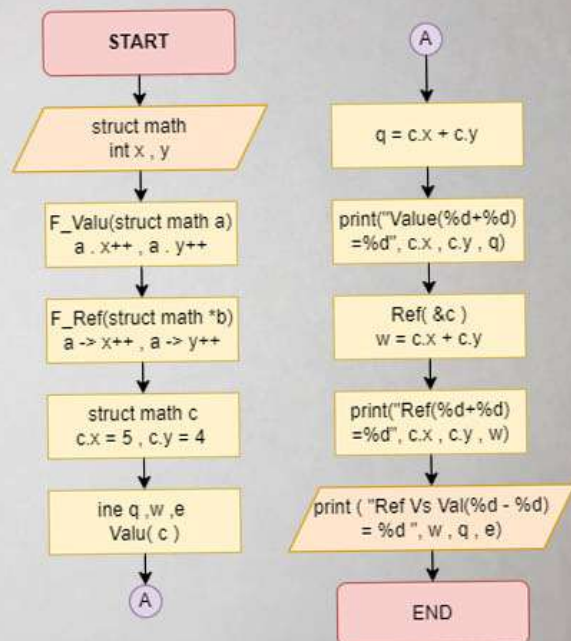 START
struct math
int x , y
F_Valu(struct math a)
a . x++ , a . y++
F_Ref(struct math *b)
a -> x++ , a -> y++
struct math c
c.x = 5 , c.y = 4
ine q ,w ,e
Valu( c )
A
A
q = c.x + c.y
print("Value(%d+%d)
=%d", c.x , c.y , q)
Ref( &c )
w = c.x + c.y
print("Ref(%d+%d)
=%d", c.x , c.y , w)
print ( "Ref Vs Val(%d - %d)
= %d ", w , q , e)
END